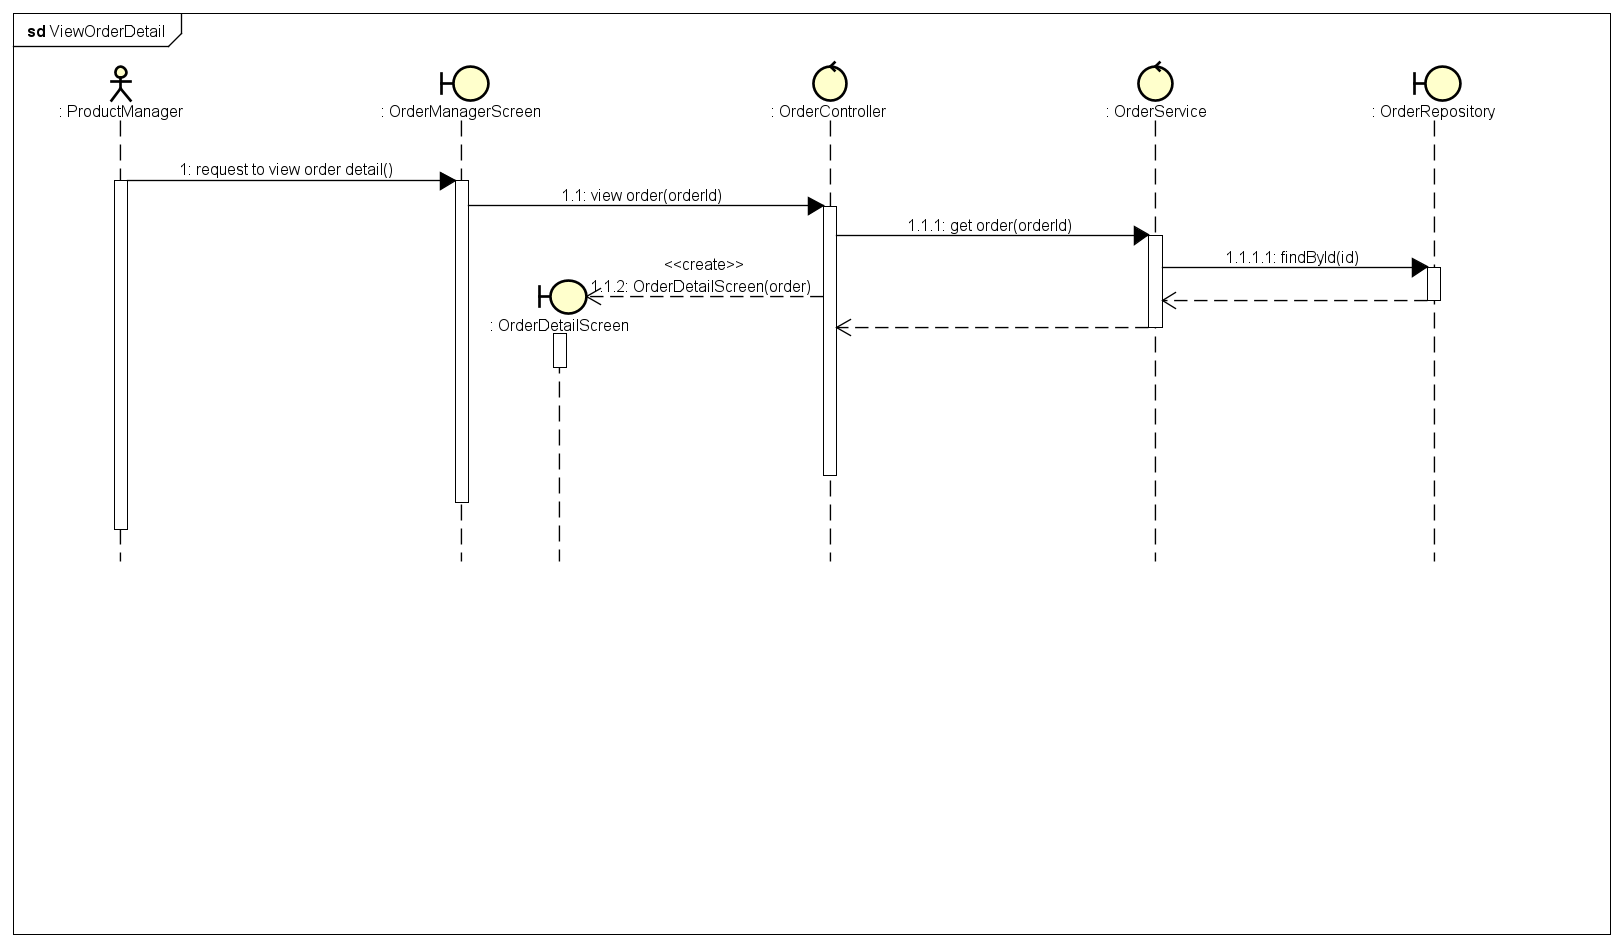 sd ViewOrderDetail
: ProductManager
: OrderManagerScreen
: OrderController
: OrderService
: OrderRepository
1: request to view order detail()
1.1: view order(orderId)
1.1.1: get order(orderId)
1.1.1.1: findById(id)
<<create>>
1.1.2: OrderDetailScreen(order)
: OrderDetailScreen